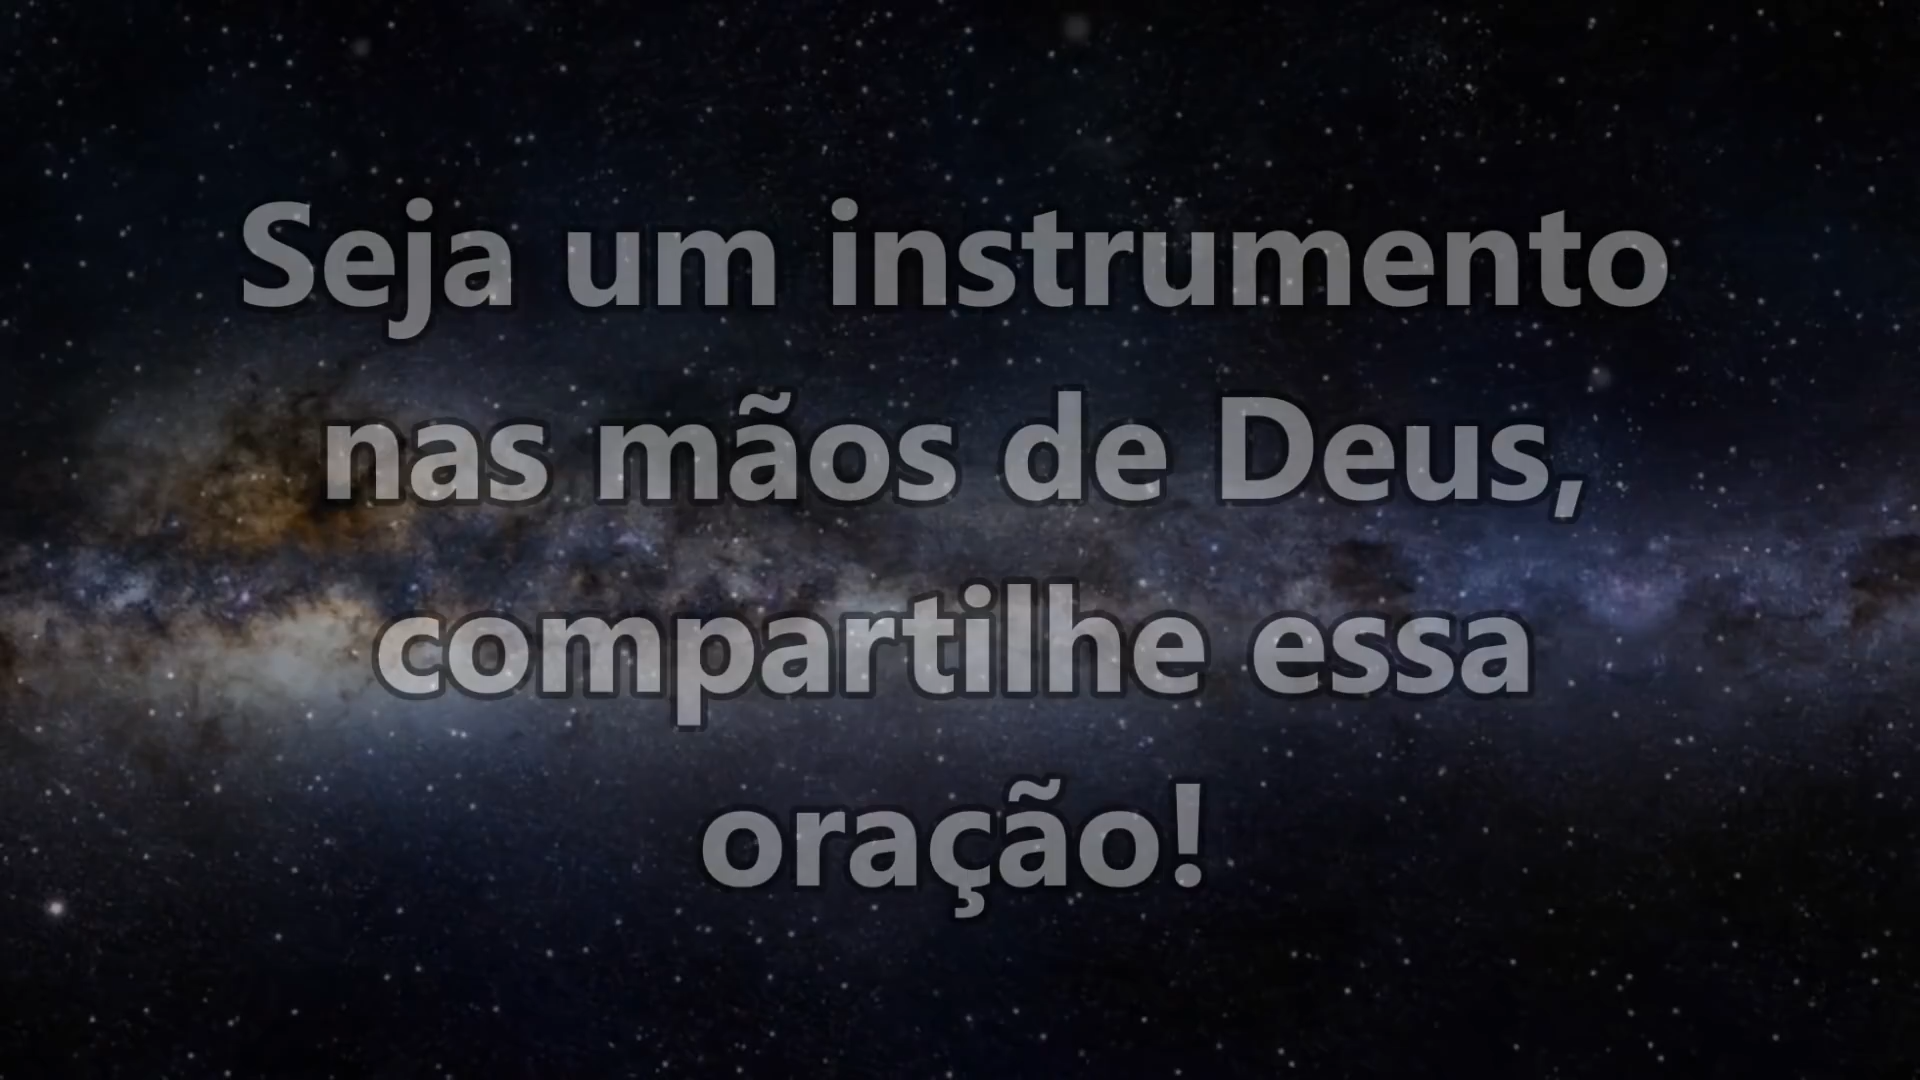 Seja um instrumento
nas mãos de Deus,
compartilhe essa
oração!